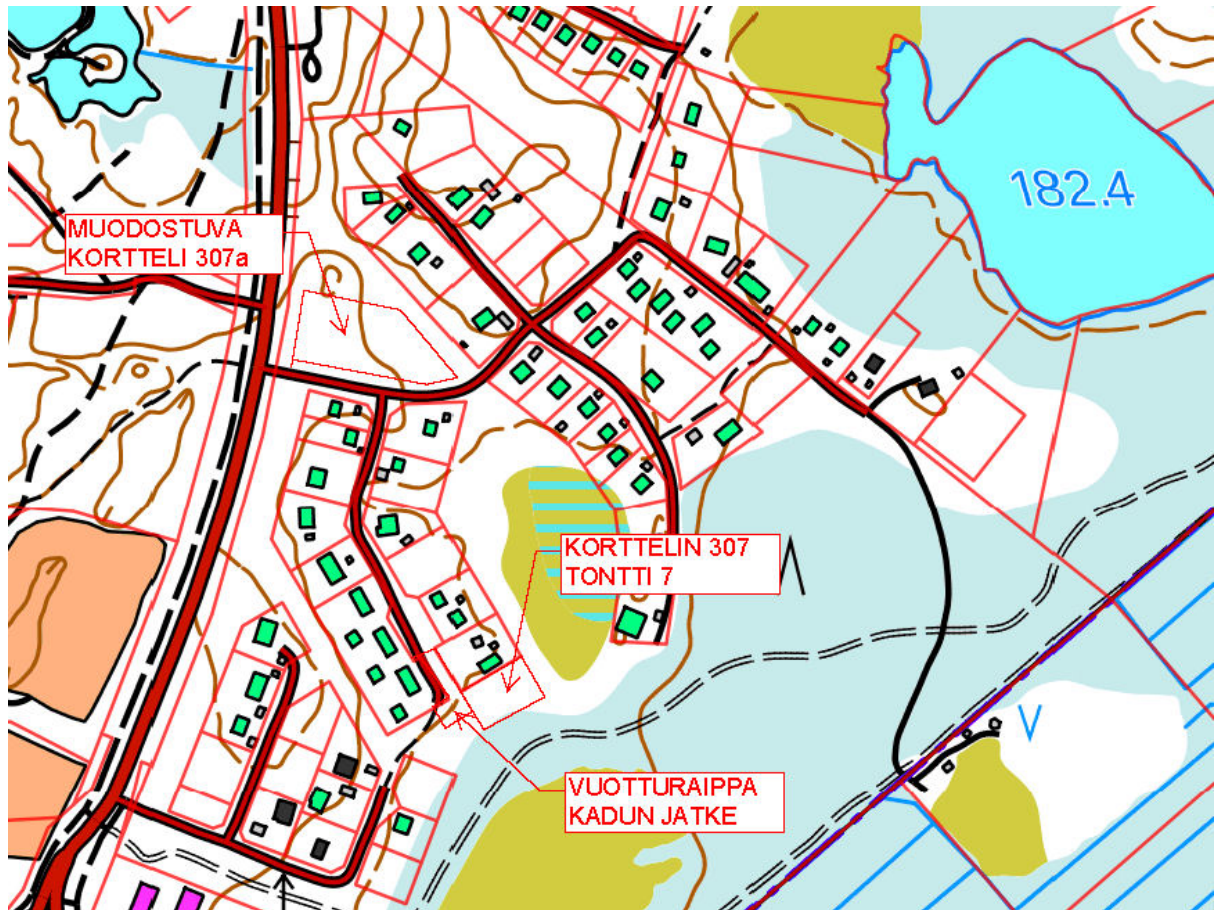 182.4
MUODOSTUVA
KORTTELI 307a
KORTTELIN 307
TONTTI 7
VUOTTURAIPPA
KADUN JATKE